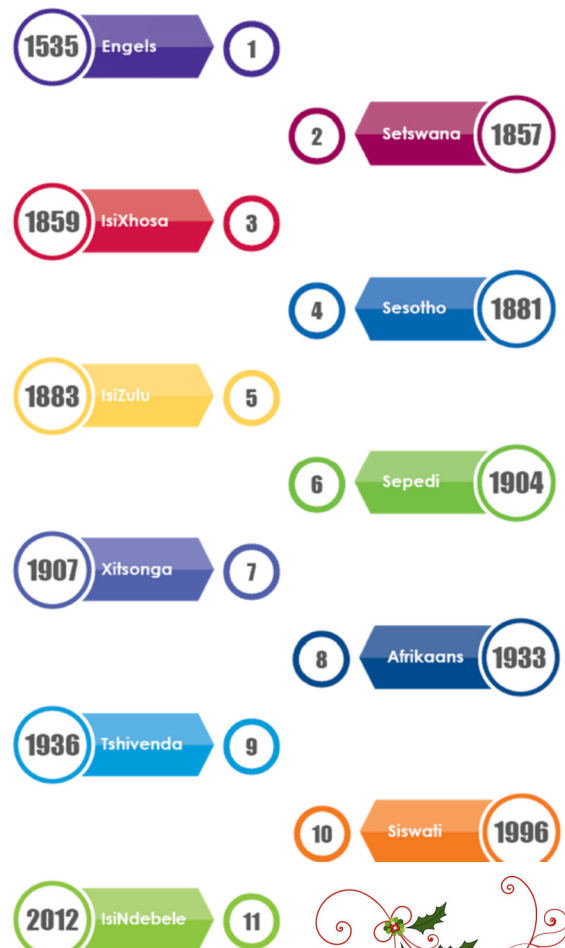 1535 Engels 1
2 Setswana 1857
1859 IsiXhosa 3
4 Sesotho 1881
1883 IsiZulu 5
6 Sepedi 1904
1907 Xitsonga 7
8 Afrikaans 1933
1936 Tshivenda 9
10 Siswati 1996
2012 IsiNdebele 11